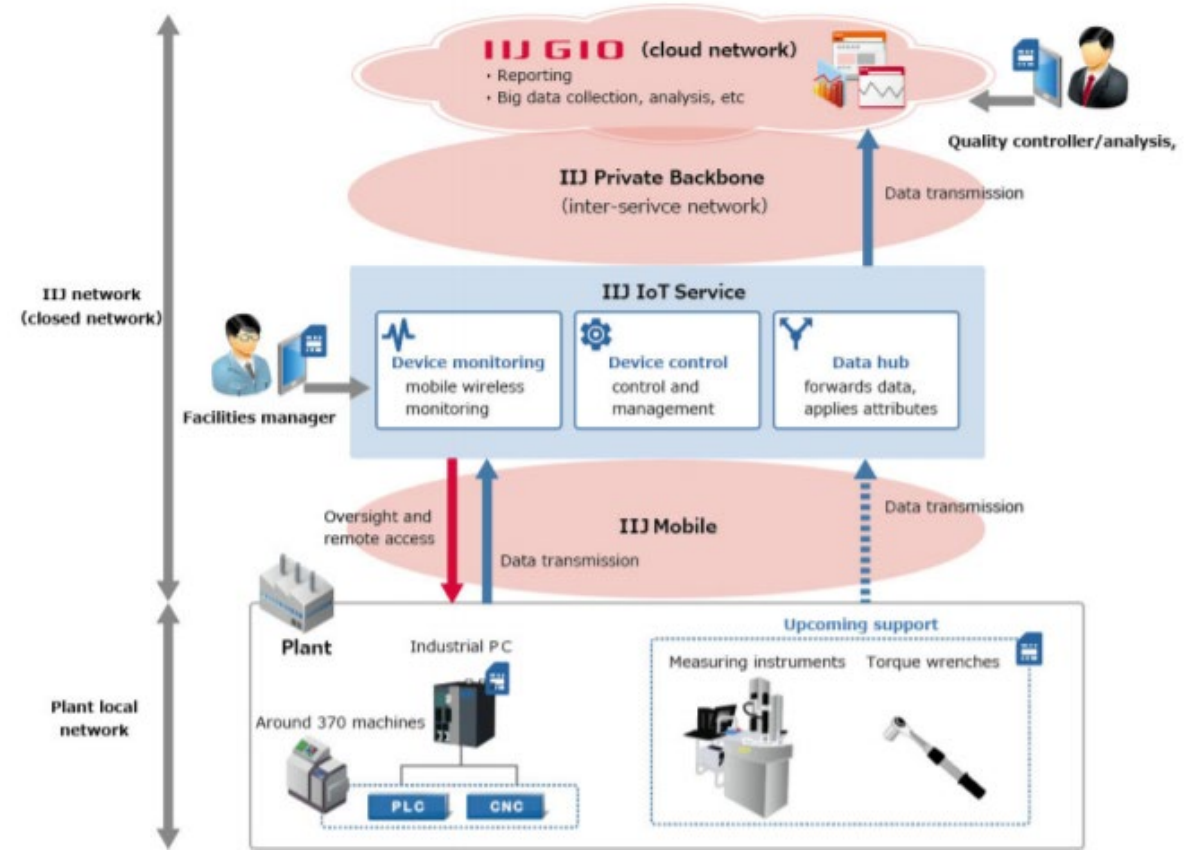 IIJ GIO (cloud network)
・Reporting
・Big data collection, analysis, etc
Quality controller/analysis,
IIJ Private Backbone
(inter-serivce network)
Data transmission
IIJ network
(closed network)
IIJ IoT Service
Device monitoring
mobile wireless
monitoring
Device control
control and
management
Data hub
forwards data,
applies attributes
Facilities manager
Oversight and
remote access
Data transmission
IIJ Mobile
Data transmission
Plant local
network
Plant
Industrial PC
Around 370 machines
PLC
CNC
Upcoming support
Measuring instruments
Torque wrenches